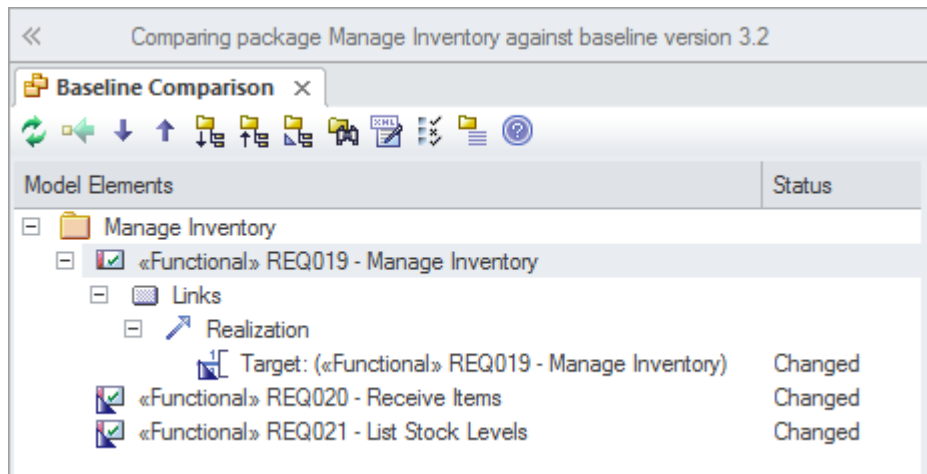 Comparing package Manage Inventory against baseline version 3.2
Baseline Comparison
Model Elements Status
Manage Inventory
«Functional» REQ019 - Manage Inventory
Links
Realization
Target: («Functional» REQ019 - Manage Inventory) Changed
«Functional» REQ020 - Receive Items Changed
«Functional» REQ021 - List Stock Levels Changed